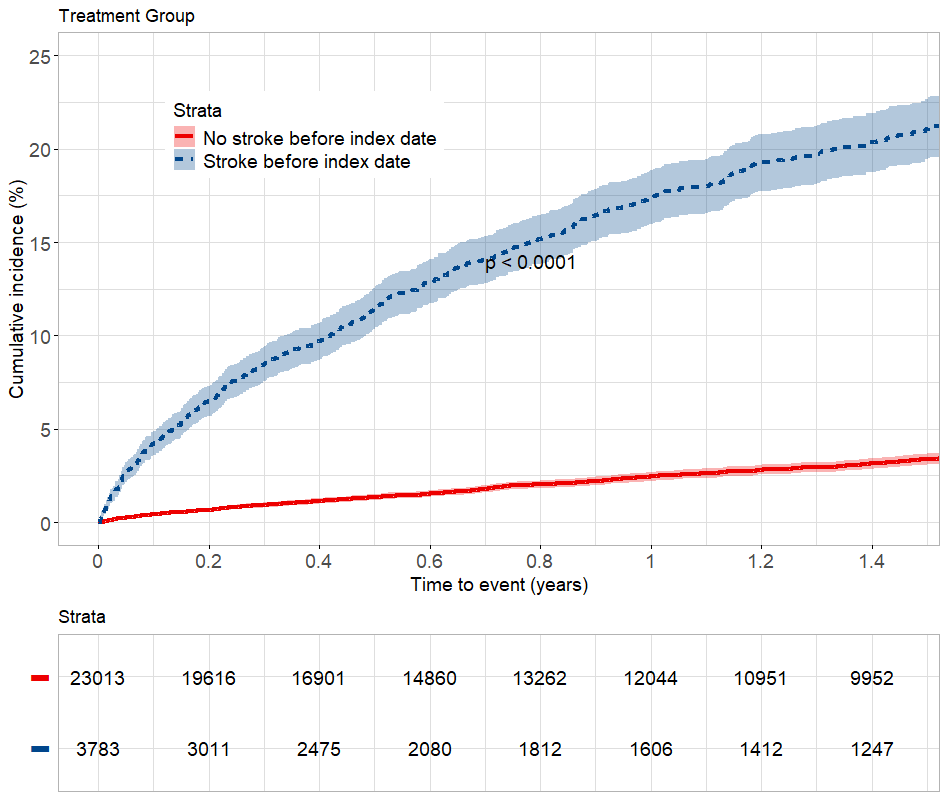 Treatment Group
25
20
15
10
5
0
Cumulative incidence (%)
Strata
No stroke before index date
Stroke before index date
p < 0.0001
0 0.2 0.4 0.6 0.8 1 1.2 1.4
Time to event (years)
Strata
23013 19616 16901 14860 13262 12044 10951 9952
3783 3011 2475 2080 1812 1606 1412 1247